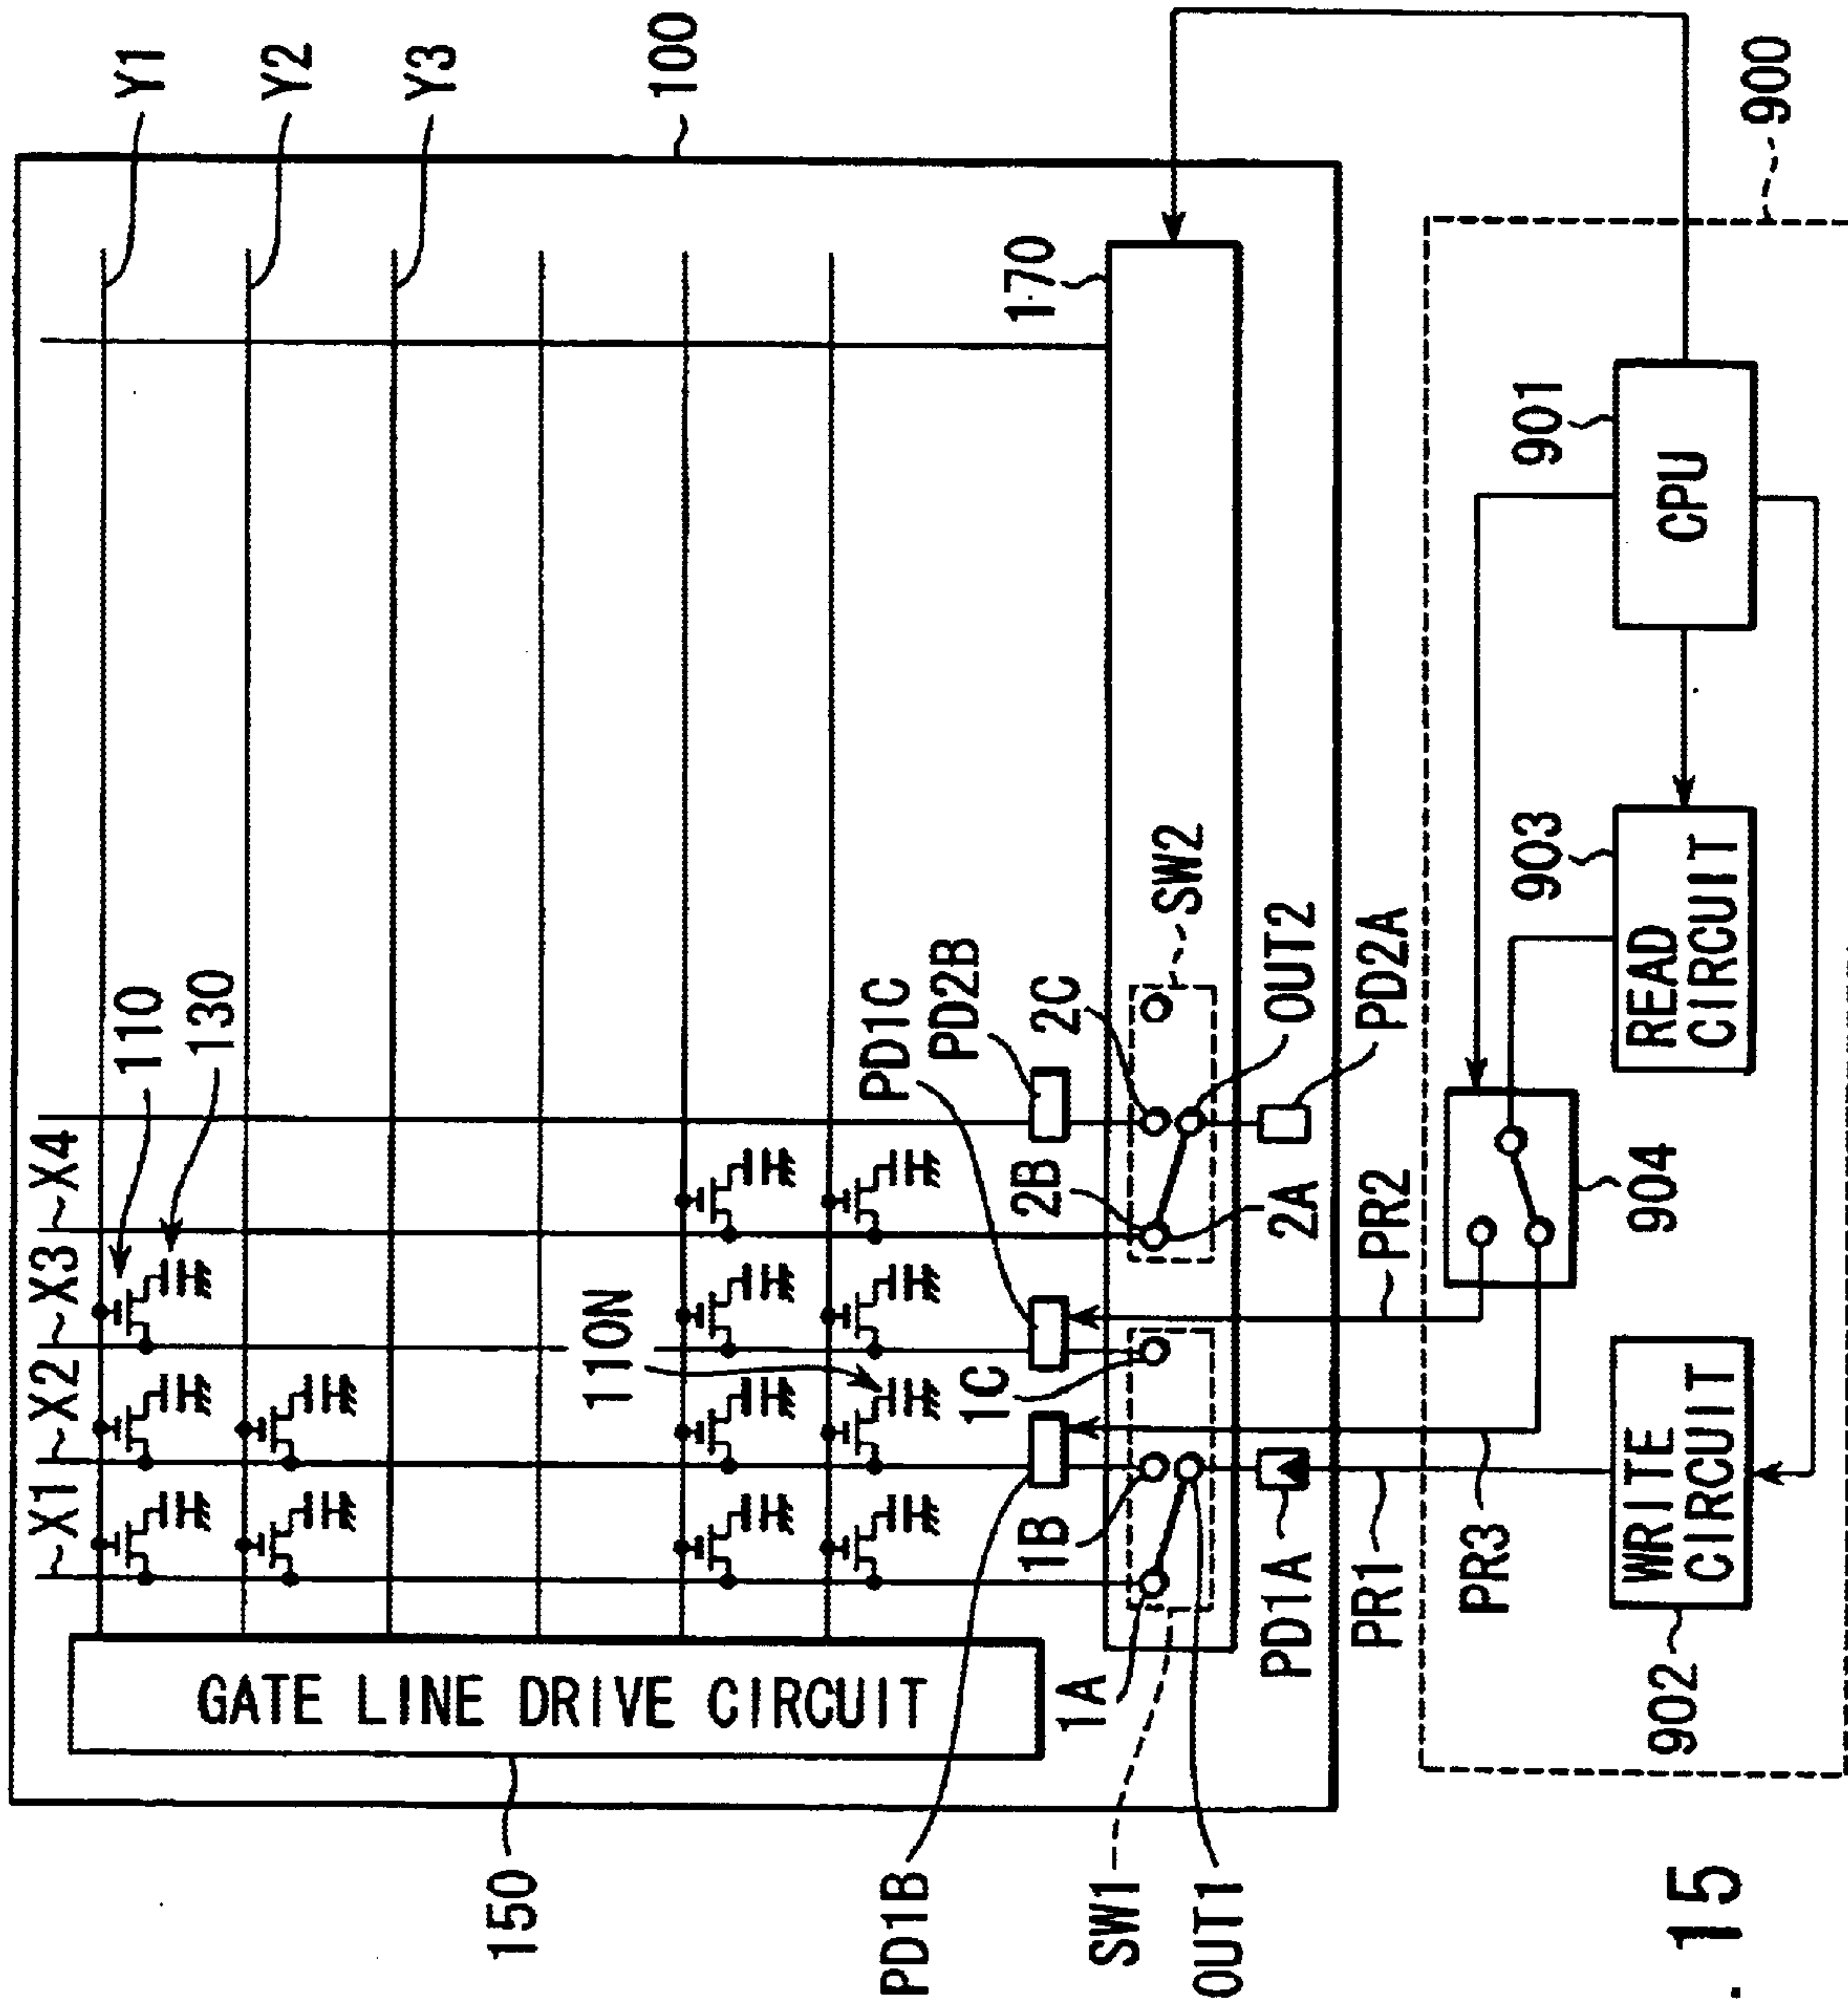 Y1
Y2
Y3
100
110
130
X1
X2
X3
X4
110N
150
GATE LINE DRIVE CIRCUIT
170
PD1B
PD1C
PD2B
1A
1B
1C
2B
2C
2A
SW1
SW2
OUT1
OUT2
PD1A
PD2A
PR1
PR2
PR3
900
901
CPU
902
WRITE
CIRCUIT
903
READ
CIRCUIT
904
. 15